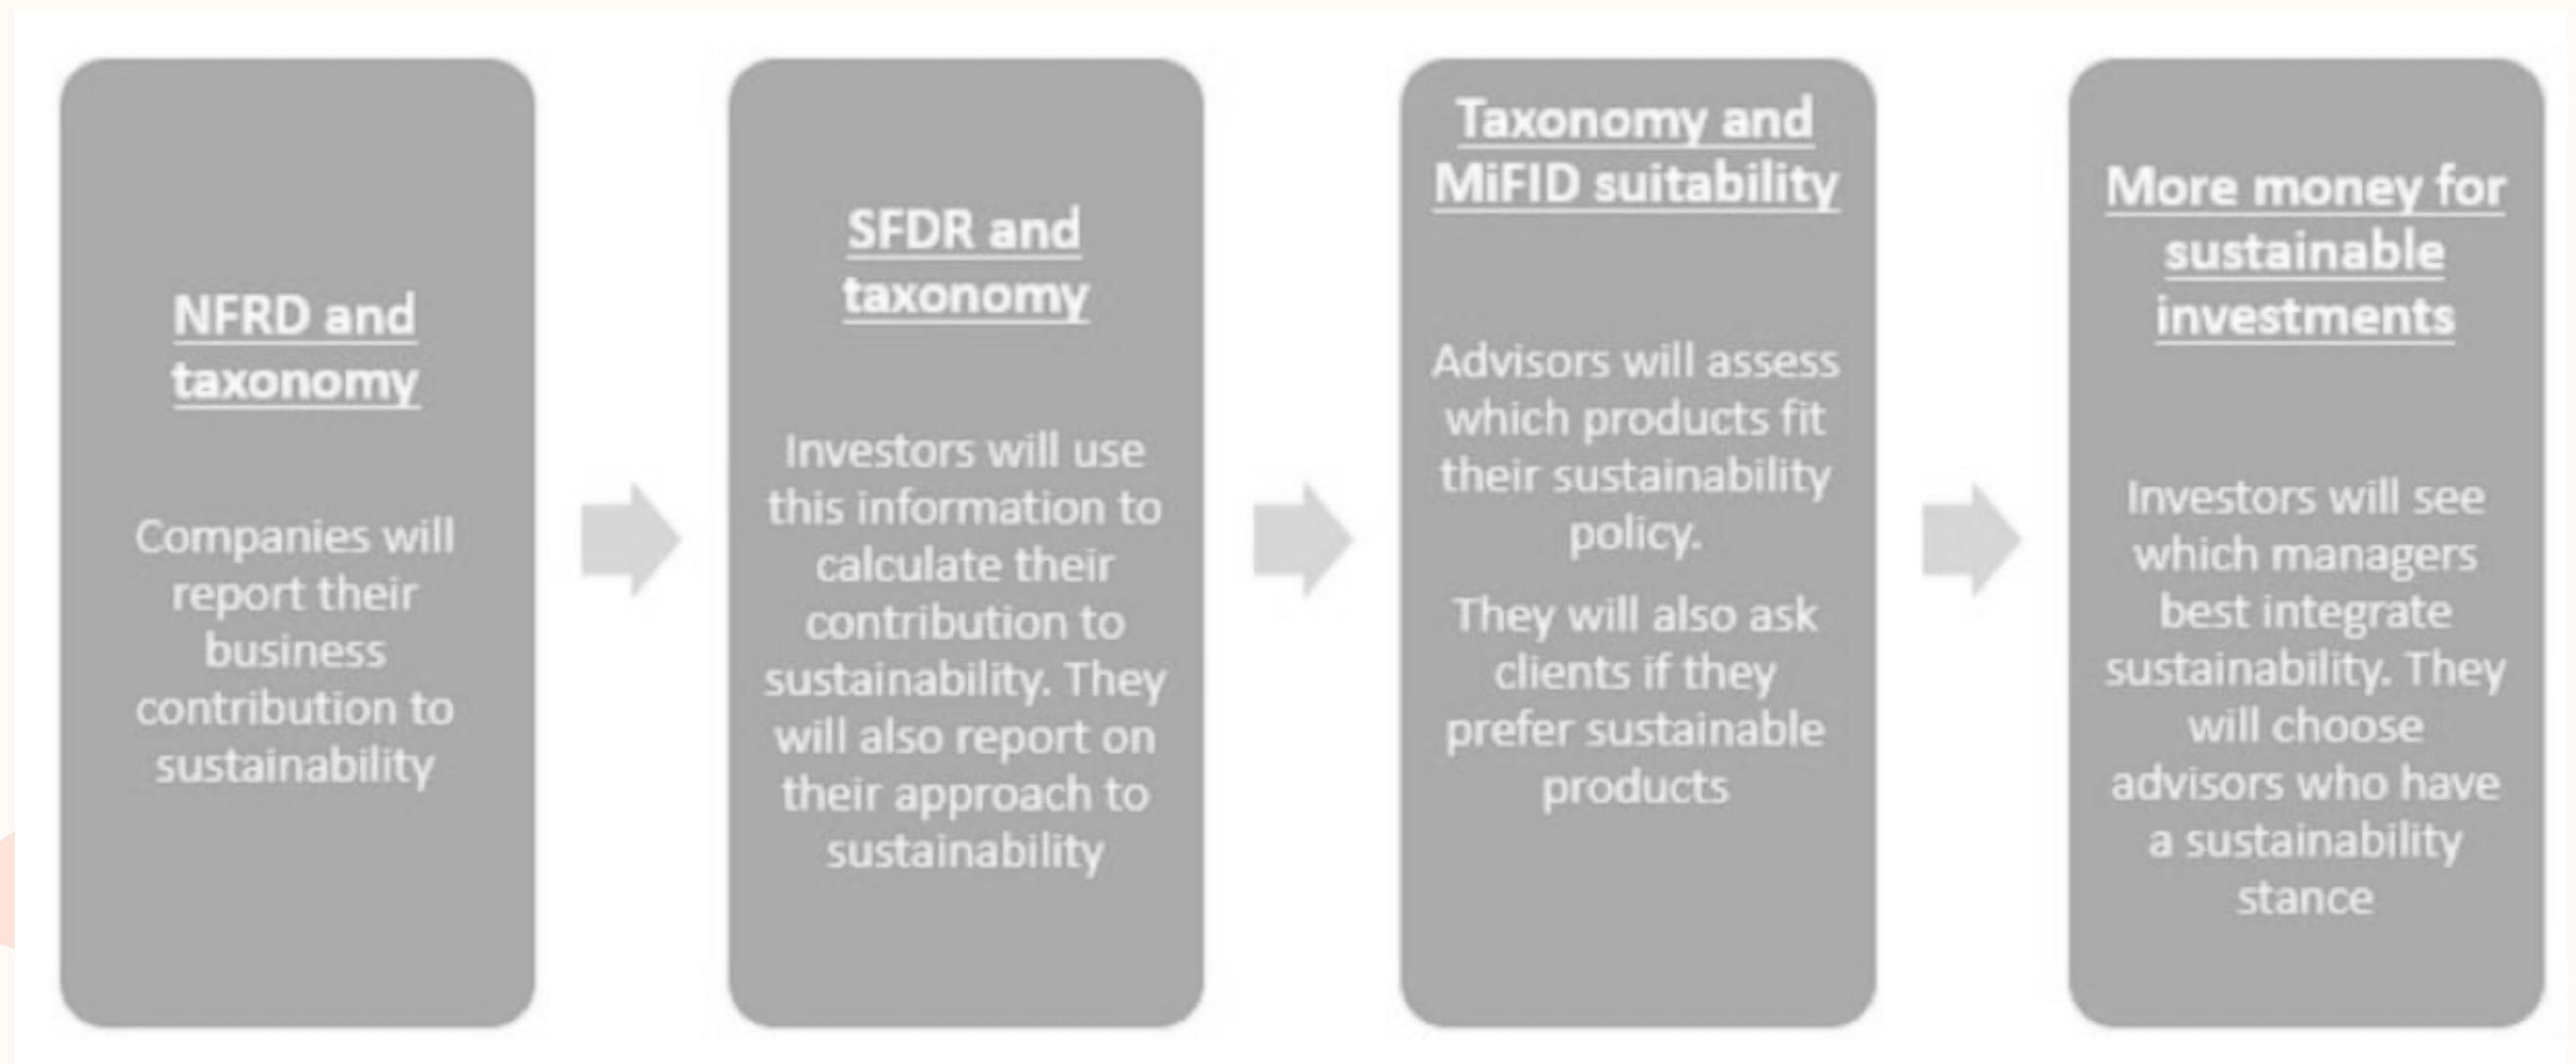 NFRD and
taxonomy
Companies will
report their
business
contribution to
sustainability
SFDR and
taxonomy
Investors will use
this information to
calculate their
contribution to
sustainability. They
will also report on
their approach to
sustainability
Taxonomy and
MiFID suitability
Advisors will assess
which products fit
their sustainability
policy.
They will also ask
clients if they
prefer sustainable
products
More money for
sustainable
investments
Investors will see
which managers
best integrate
sustainability. They
will choose
advisors who have
a sustainability
stance